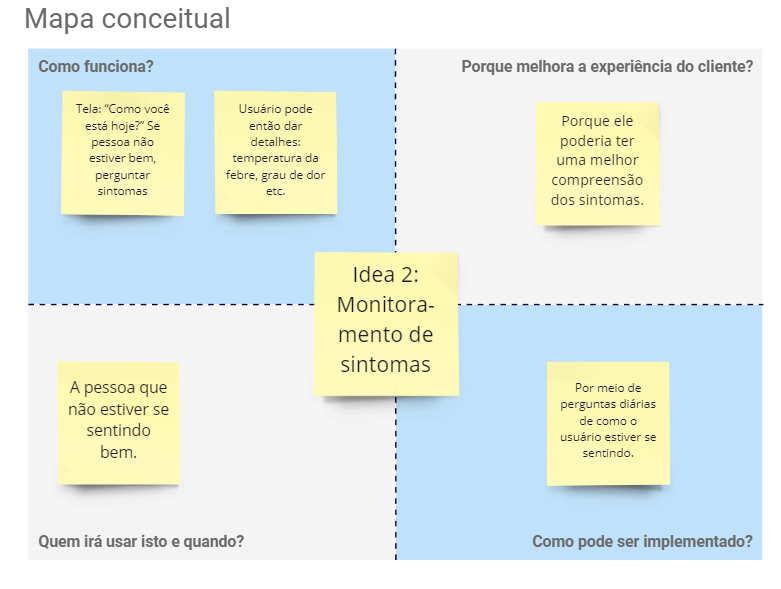 Mapa conceitual
Como funciona?
Porque melhora a experiência do cliente?
Tela: “Como você
está hoje?” Se
pessoa não
estiver bem,
perguntar
sintomas
Usuário pode
então dar
detalhes:
temperatura da
febre, grau de dor
etc.
Porque ele
poderia ter
uma melhor
compreensão
dos sintomas.
Idea 2:
Monitora-
mento de
sintomas
A pessoa que
não estiver se
sentindo
bem.
Por meio de
perguntas diárias
de como o
usuário estiver se
sentindo.
Quem irá usar isto e quando?
Como pode ser implementado?